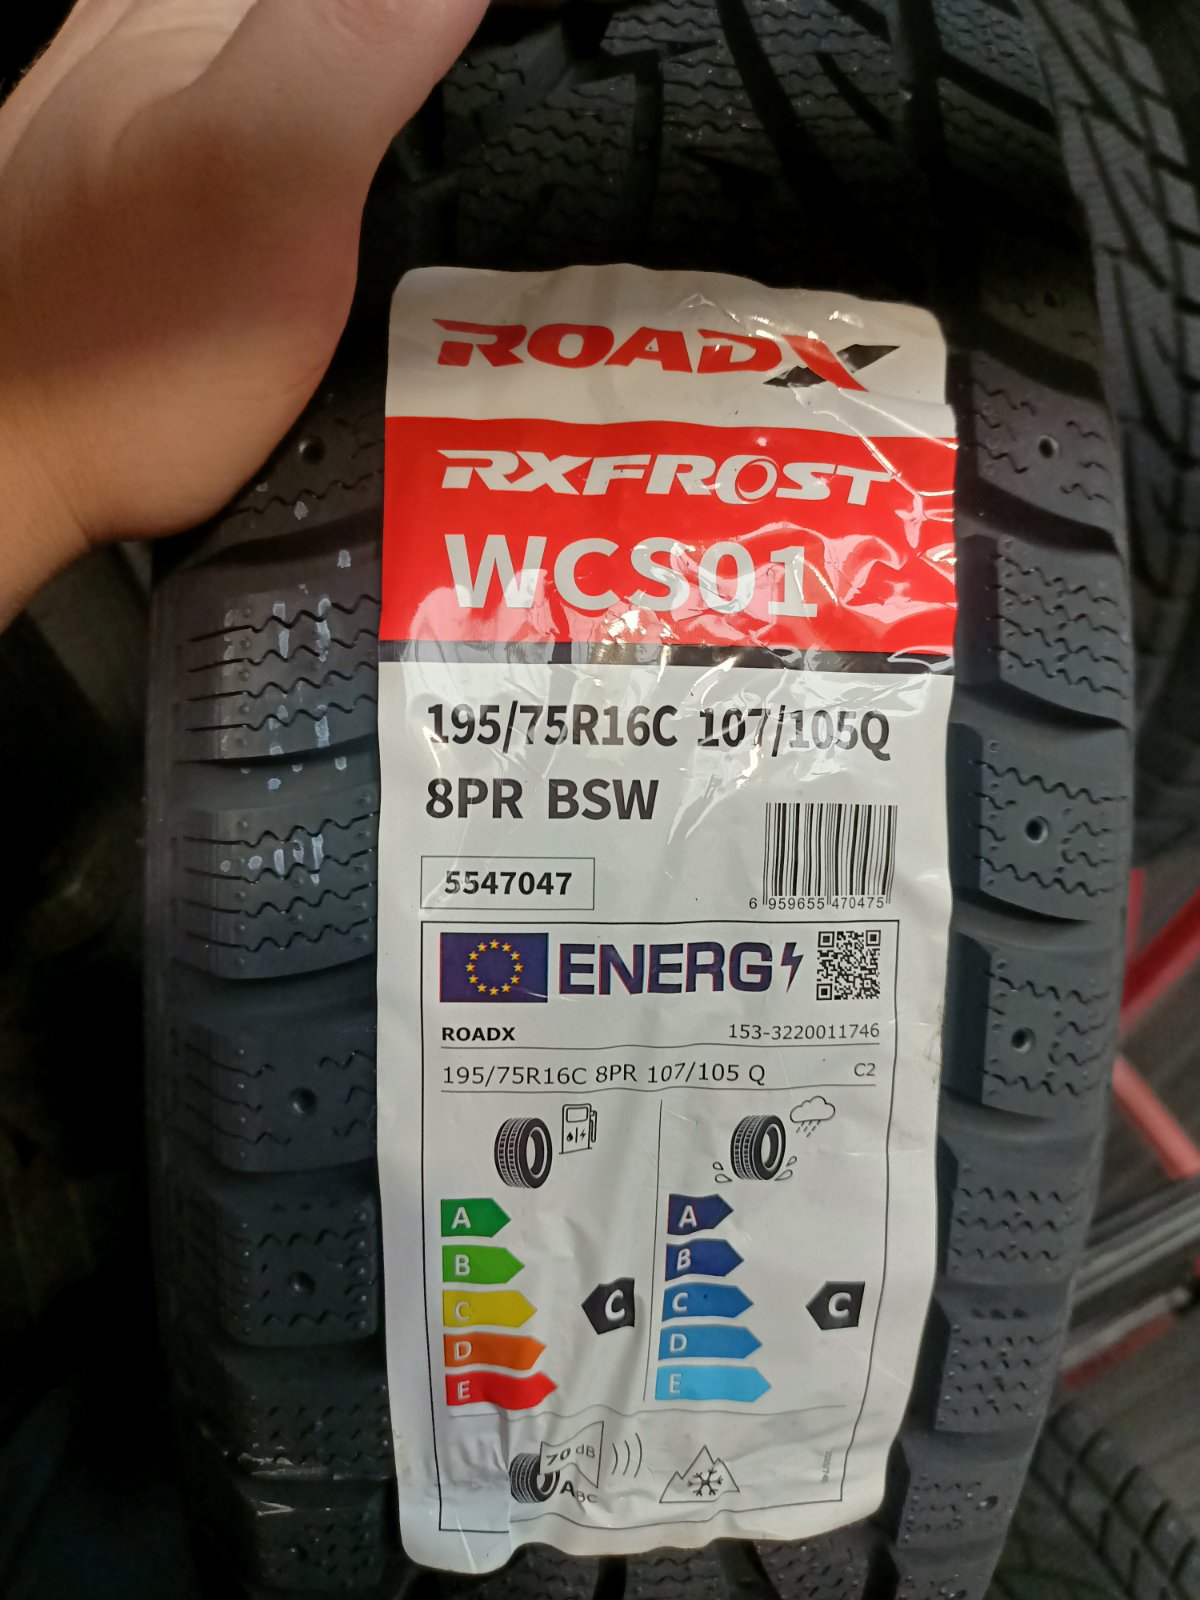 ROADX
RXFROST
WCS01
195/75R16C 107/105Q
8PR BSW
5547047
6 959655 470475
ENERG
ROADX 153-3220011746
195/75R16C 8PR 107/105 Q C2
A A
B B
C C C C
D D
E E
70 dB
ABC